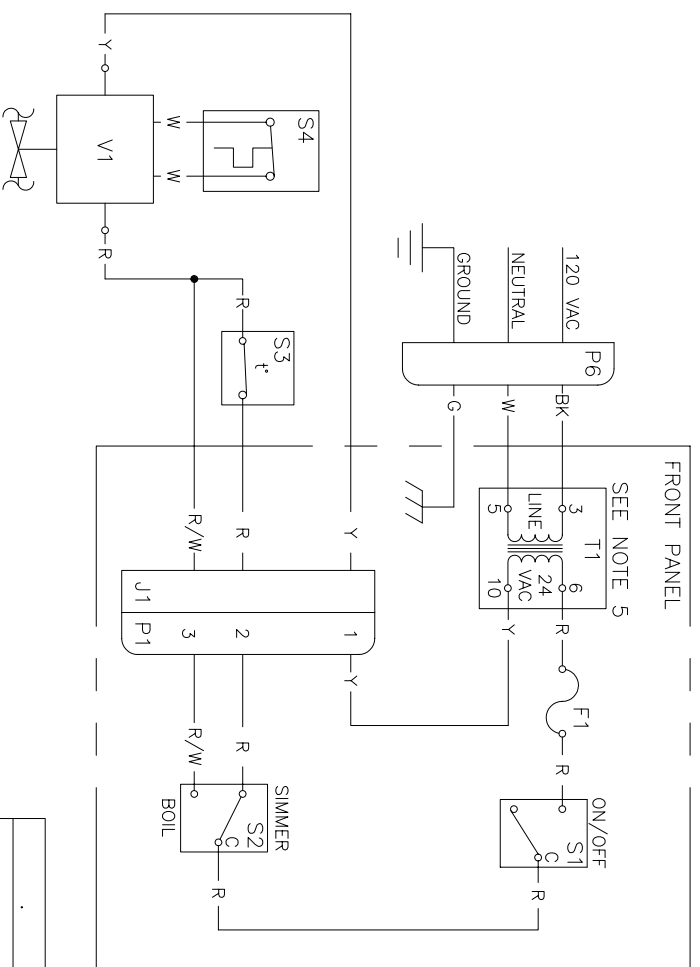 FRONT PANEL
SEE NOTE 5
T1
LINE
24
VAC
3
5
6
10
P6
120 VAC
NEUTRAL
GROUND
BK
W
G
R
Y
F1
R
ON/OFF
S1
C
R
S4
W
W
V1
Y
R
S3
t°
R
Y
R
R/W
J1
P1
1
2
3
Y
R
R/W
SIMMER
S2
C
BOIL
R